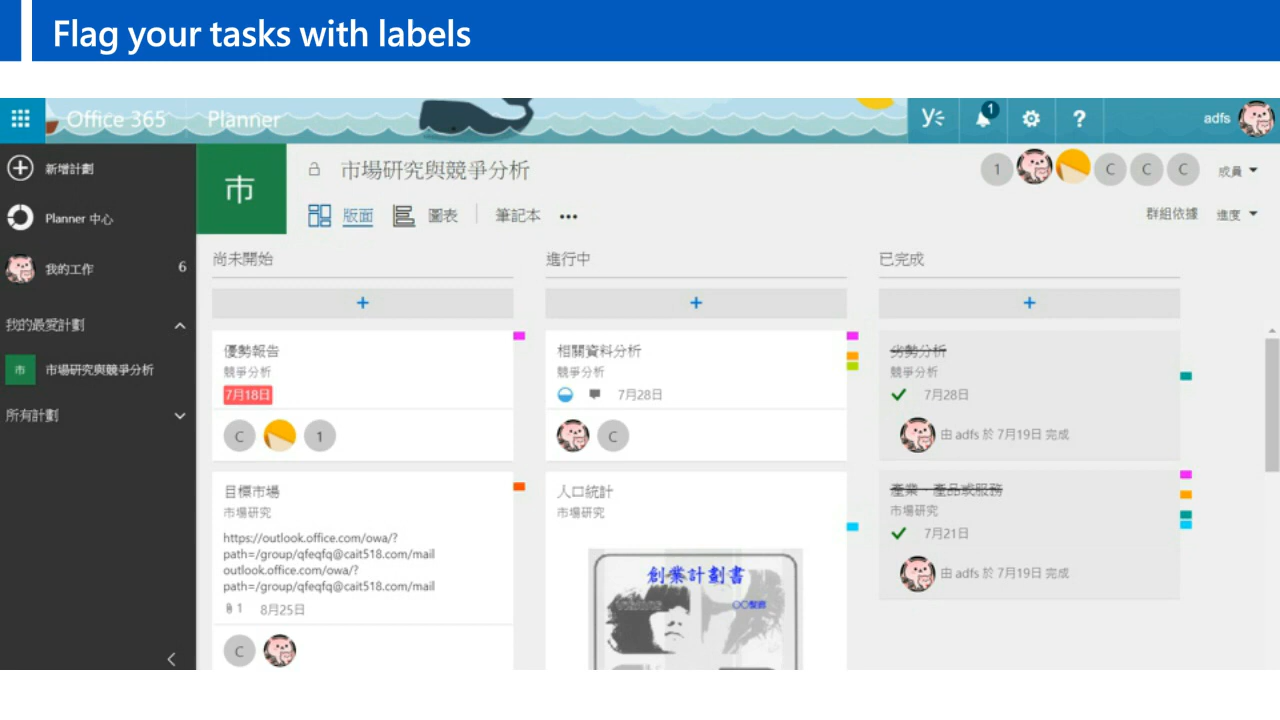 Flag your tasks with labels
Office 365 Planner
1
adfs
新增計劃
Planner 中心
我的工作 6
我的最愛計劃
市 市場研究與競爭分析
所有計劃
市
市場研究與競爭分析
1 C C C 成員
版面 圖表 筆記本 •••
群組依據 進度
尚未開始
+
優勢報告
競爭分析
7月18日
C 1
目標市場
市場研究
https://outlook.office.com/owa/?
path=/group/qfeqfq@cait518.com/mail
outlook.office.com/owa/?
path=/group/qfeqfq@cait518.com/mail
1 8月25日
C
進行中
+
相關資料分析
競爭分析
7月28日
C
人口統計
市場研究
創業計劃書
已完成
+
劣勢分析
競爭分析
7月28日
由 adfs 於 7月19日 完成
產業、產品或服務
市場研究
7月21日
由 adfs 於 7月19日 完成